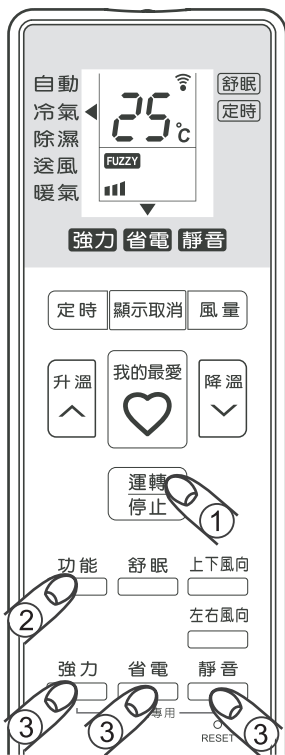 自動
冷氣
除濕
送風
暖氣
25℃
FUZZY
舒眠
定時
強力 省電 靜音
定時 顯示取消 風量
升溫 我的最愛 降溫
運轉
停止
①
功能 舒眠 上下風向
②
左右風向
強力 省電 靜音
③ ③ ③
專用
RESET